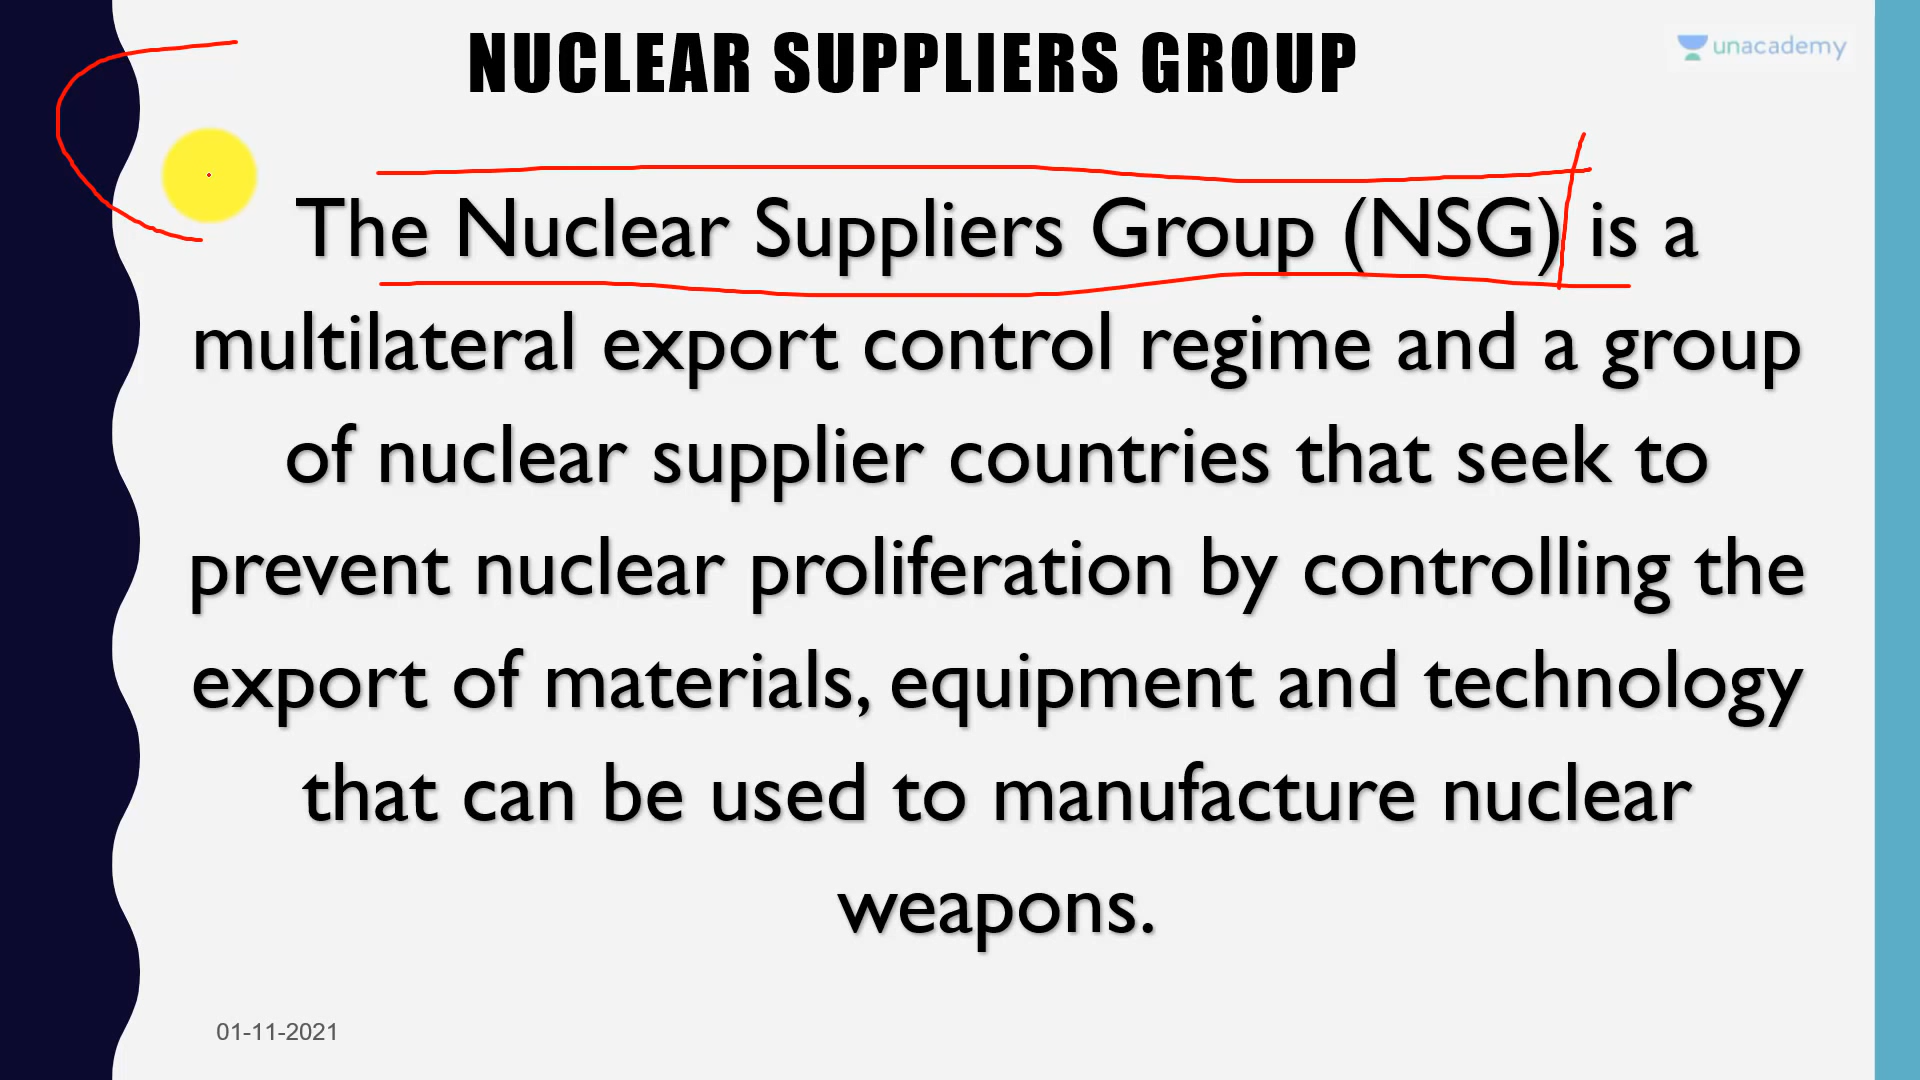 NUCLEAR SUPPLIERS GROUP
unacademy
The Nuclear Suppliers Group (NSG) is a
multilateral export control regime and a group
of nuclear supplier countries that seek to
prevent nuclear proliferation by controlling the
export of materials, equipment and technology
that can be used to manufacture nuclear
weapons.
01-11-2021